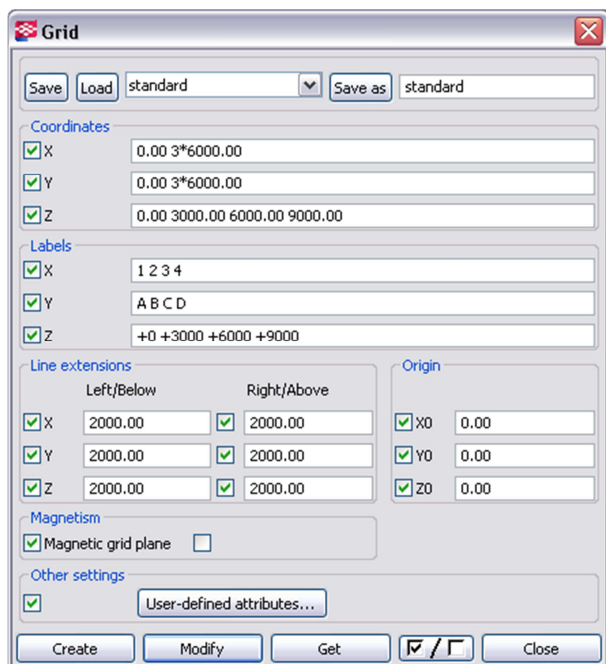 Grid
Save Load standard Save as standard
Coordinates
X 0.00 3*6000.00
Y 0.00 3*6000.00
Z 0.00 3000.00 6000.00 9000.00
Labels
X 1 2 3 4
Y A B C D
Z +0 +3000 +6000 +9000
Line extensions Origin
Left/Below Right/Above
X 2000.00 2000.00 X0 0.00
Y 2000.00 2000.00 Y0 0.00
Z 2000.00 2000.00 Z0 0.00
Magnetism
Magnetic grid plane
Other settings
User-defined attributes...
Create Modify Get / Close